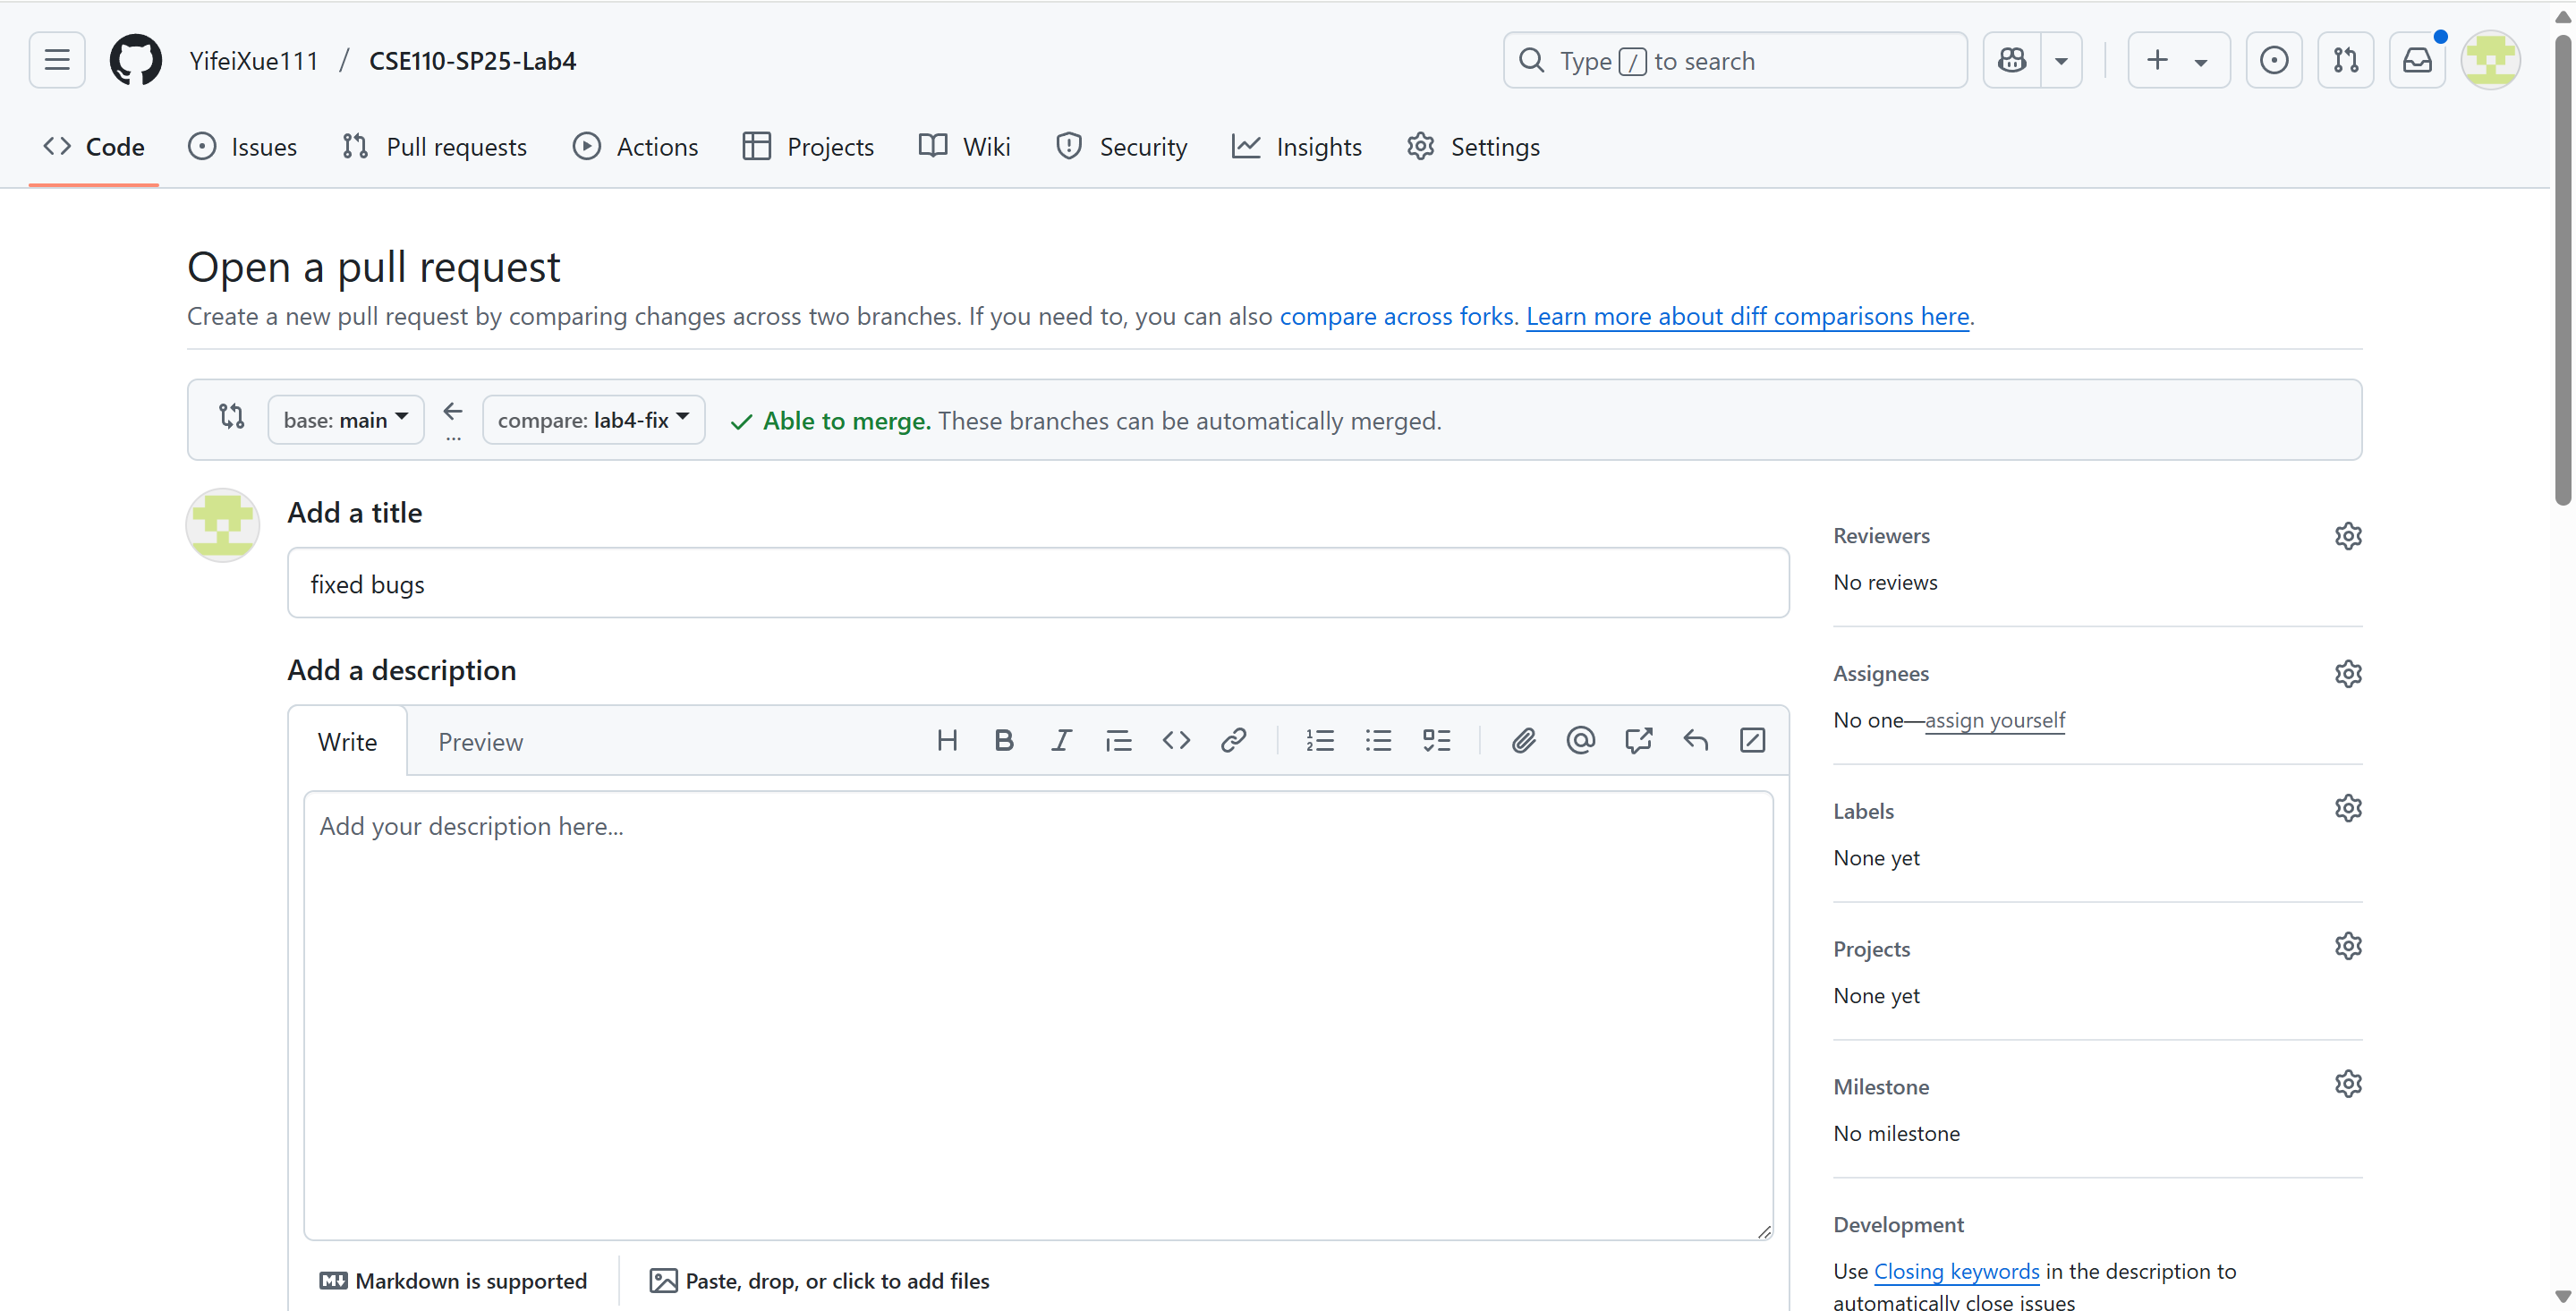 YifeiXue111 / CSE110-SP25-Lab4
Type / to search
Code Issues Pull requests Actions Projects Wiki Security Insights Settings
Open a pull request
Create a new pull request by comparing changes across two branches. If you need to, you can also compare across forks. Learn more about diff comparisons here.
base: main ... compare: lab4-fix Able to merge. These branches can be automatically merged.
Add a title
fixed bugs
Add a description
Write Preview
Add your description here...
Markdown is supported
Paste, drop, or click to add files
Reviewers
No reviews
Assignees
No one—assign yourself
Labels
None yet
Projects
None yet
Milestone
No milestone
Development
Use Closing keywords in the description to
automatically close issues